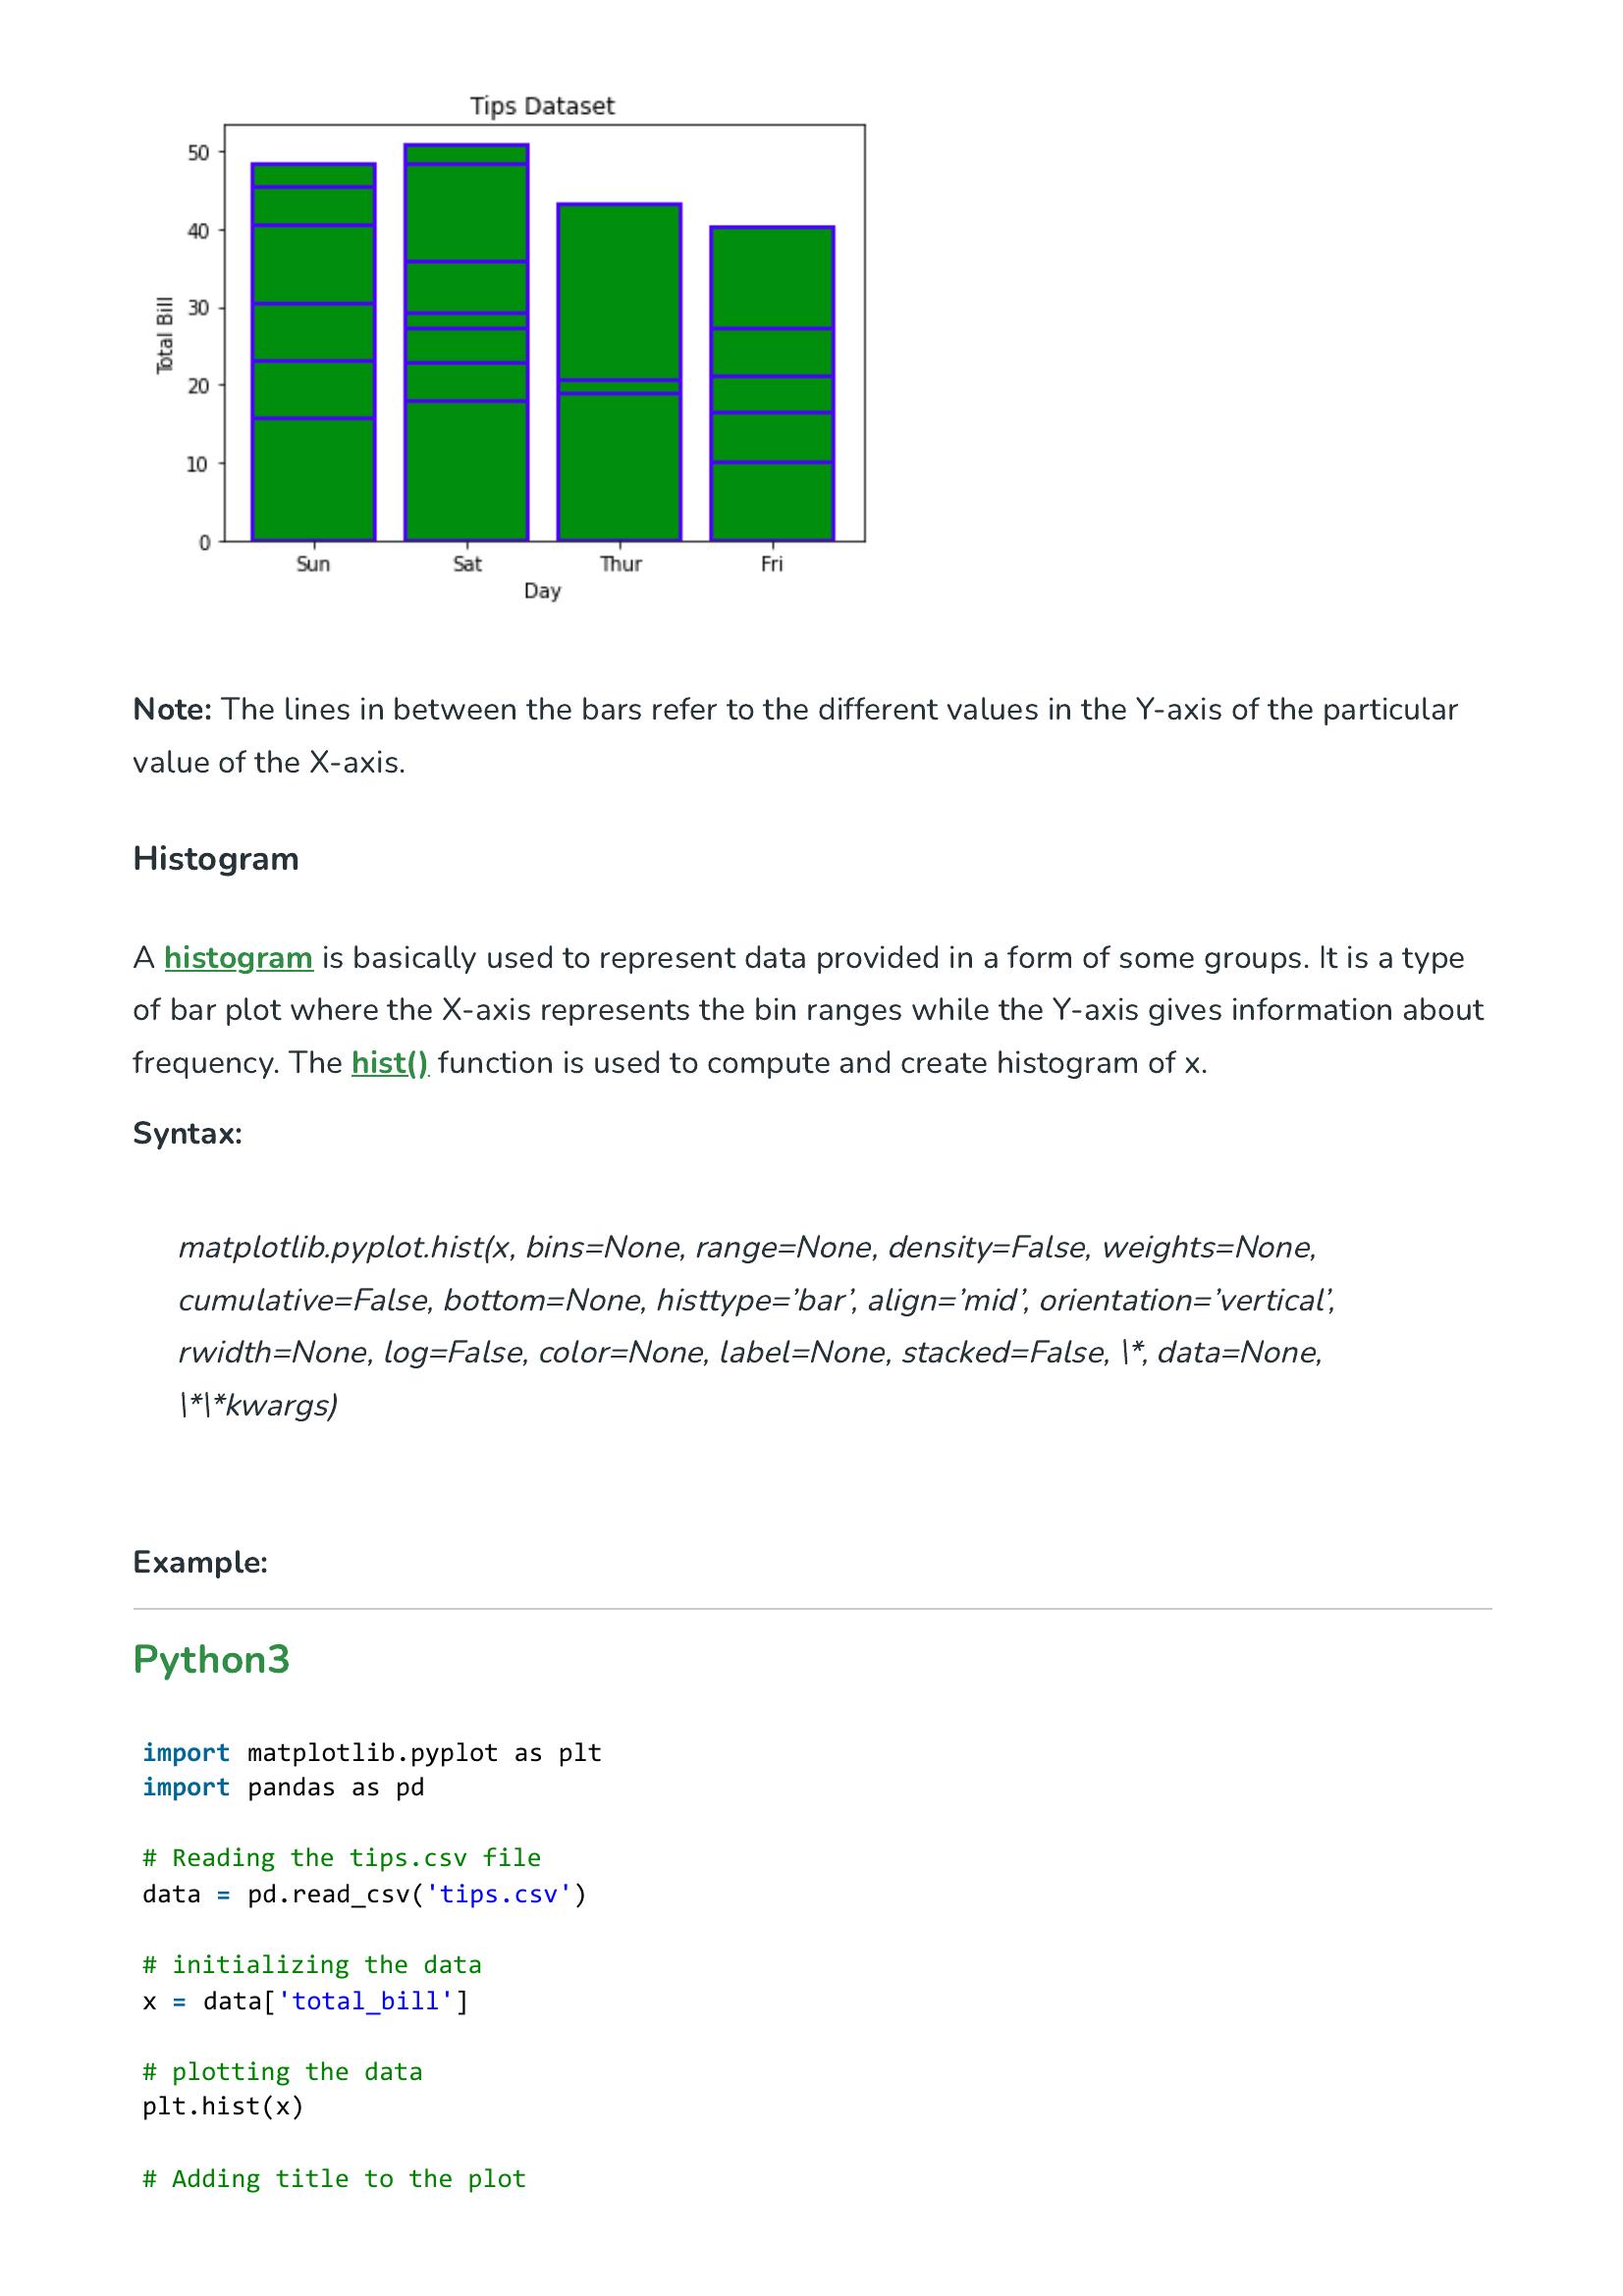 Tips Dataset
50
40
30
20
10
0
Total Bill
Sun Sat Thur Fri
Day
Note: The lines in between the bars refer to the different values in the Y-axis of the particular
value of the X-axis.
Histogram
A histogram is basically used to represent data provided in a form of some groups. It is a type
of bar plot where the X-axis represents the bin ranges while the Y-axis gives information about
frequency. The hist() function is used to compute and create histogram of x.
Syntax:
matplotlib.pyplot.hist(x, bins=None, range=None, density=False, weights=None,
cumulative=False, bottom=None, histtype=’bar’, align=’mid’, orientation=’vertical’,
rwidth=None, log=False, color=None, label=None, stacked=False, \*, data=None,
\*\*kwargs)
Example:
Python3
import matplotlib.pyplot as plt
import pandas as pd
# Reading the tips.csv file
data = pd.read_csv('tips.csv')
# initializing the data
x = data['total_bill']
# plotting the data
plt.hist(x)
# Adding title to the plot